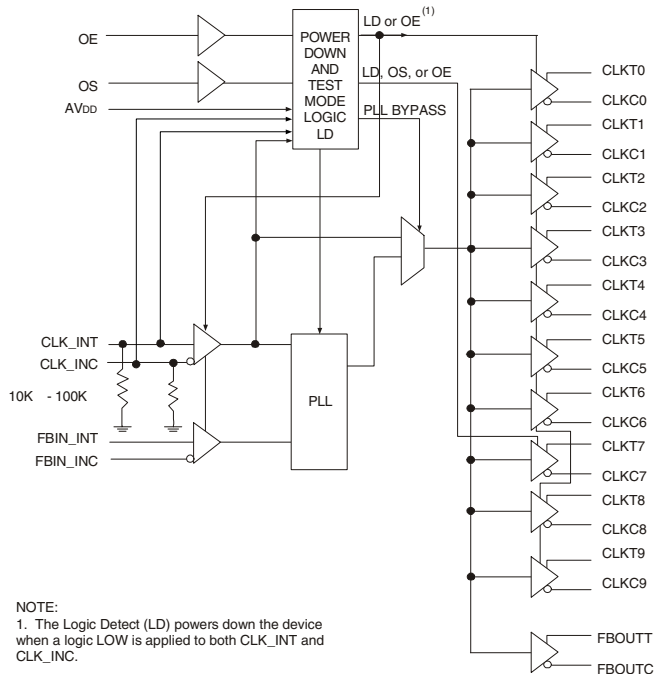 OE
OS
AVDD
POWER
DOWN
AND
TEST
MODE
LOGIC
LD
LD or OE (1)
LD, OS, or OE
PLL BYPASS
CLK_INT
CLK_INC
10K - 100K
FBIN_INT
FBIN_INC
PLL
CLKT0
CLKC0
CLKT1
CLKC1
CLKT2
CLKC2
CLKT3
CLKC3
CLKT4
CLKC4
CLKT5
CLKC5
CLKT6
CLKC6
CLKT7
CLKC7
CLKT8
CLKC8
CLKT9
CLKC9
FBOUTT
FBOUTC
NOTE:
1. The Logic Detect (LD) powers down the device
when a logic LOW is applied to both CLK_INT and
CLK_INC.